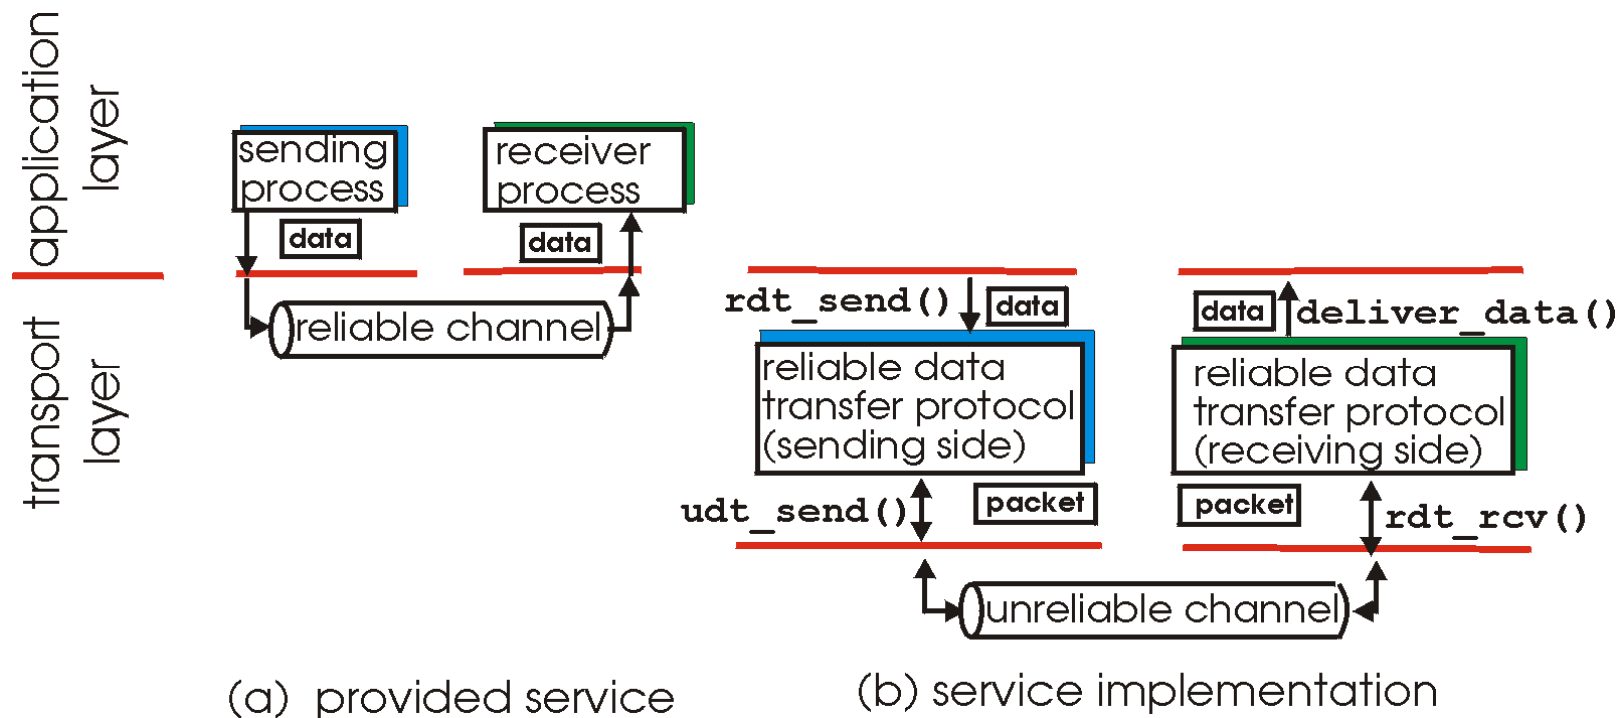 application
layer
transport
layer
sending
process
data
receiver
process
data
reliable channel
(a) provided service
rdt_send()
data
reliable data
transfer protocol
(sending side)
udt_send()
packet
data
deliver_data()
reliable data
transfer protocol
(receiving side)
packet
rdt_rcv()
unreliable channel
(b) service implementation